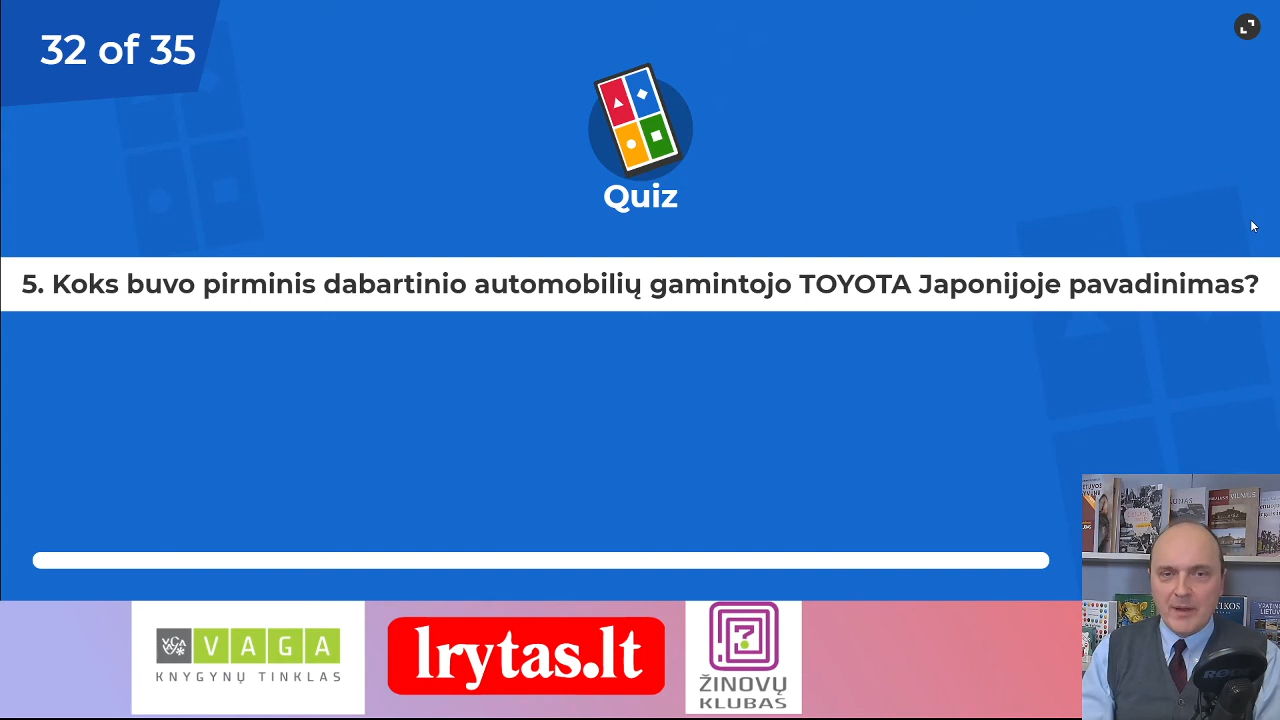 32 of 35
Quiz
5. Koks buvo pirminis dabartinio automobilių gamintojo TOYOTA Japonijoje pavadinimas?
VAGA
KNYGYNŲ TINKLAS
lrytas.lt
ŽINOVŲ
KLUBAS